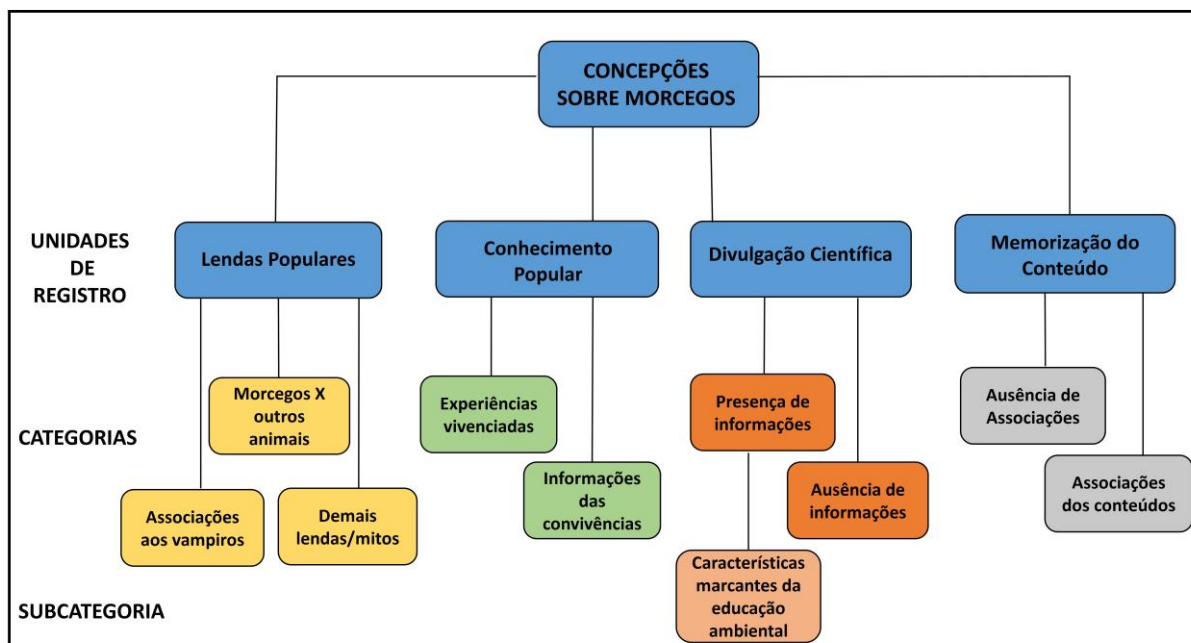 CONCEPÇÕES
SOBRE MORCEGOS
UNIDADES
DE
REGISTRO
Lendas Populares
Conhecimento
Popular
Divulgação Científica
Memorização do
Conteúdo
CATEGORIAS
Morcegos X
outros
animais
Associações
aos vampiros
Demais
lendas/mitos
Experiências
vivenciadas
Informações
das
convivências
Presença de
informações
Ausência de
informações
Ausência de
Associações
Associações
dos conteúdos
SUBCATEGORIA
Características
marcantes da
educação
ambiental